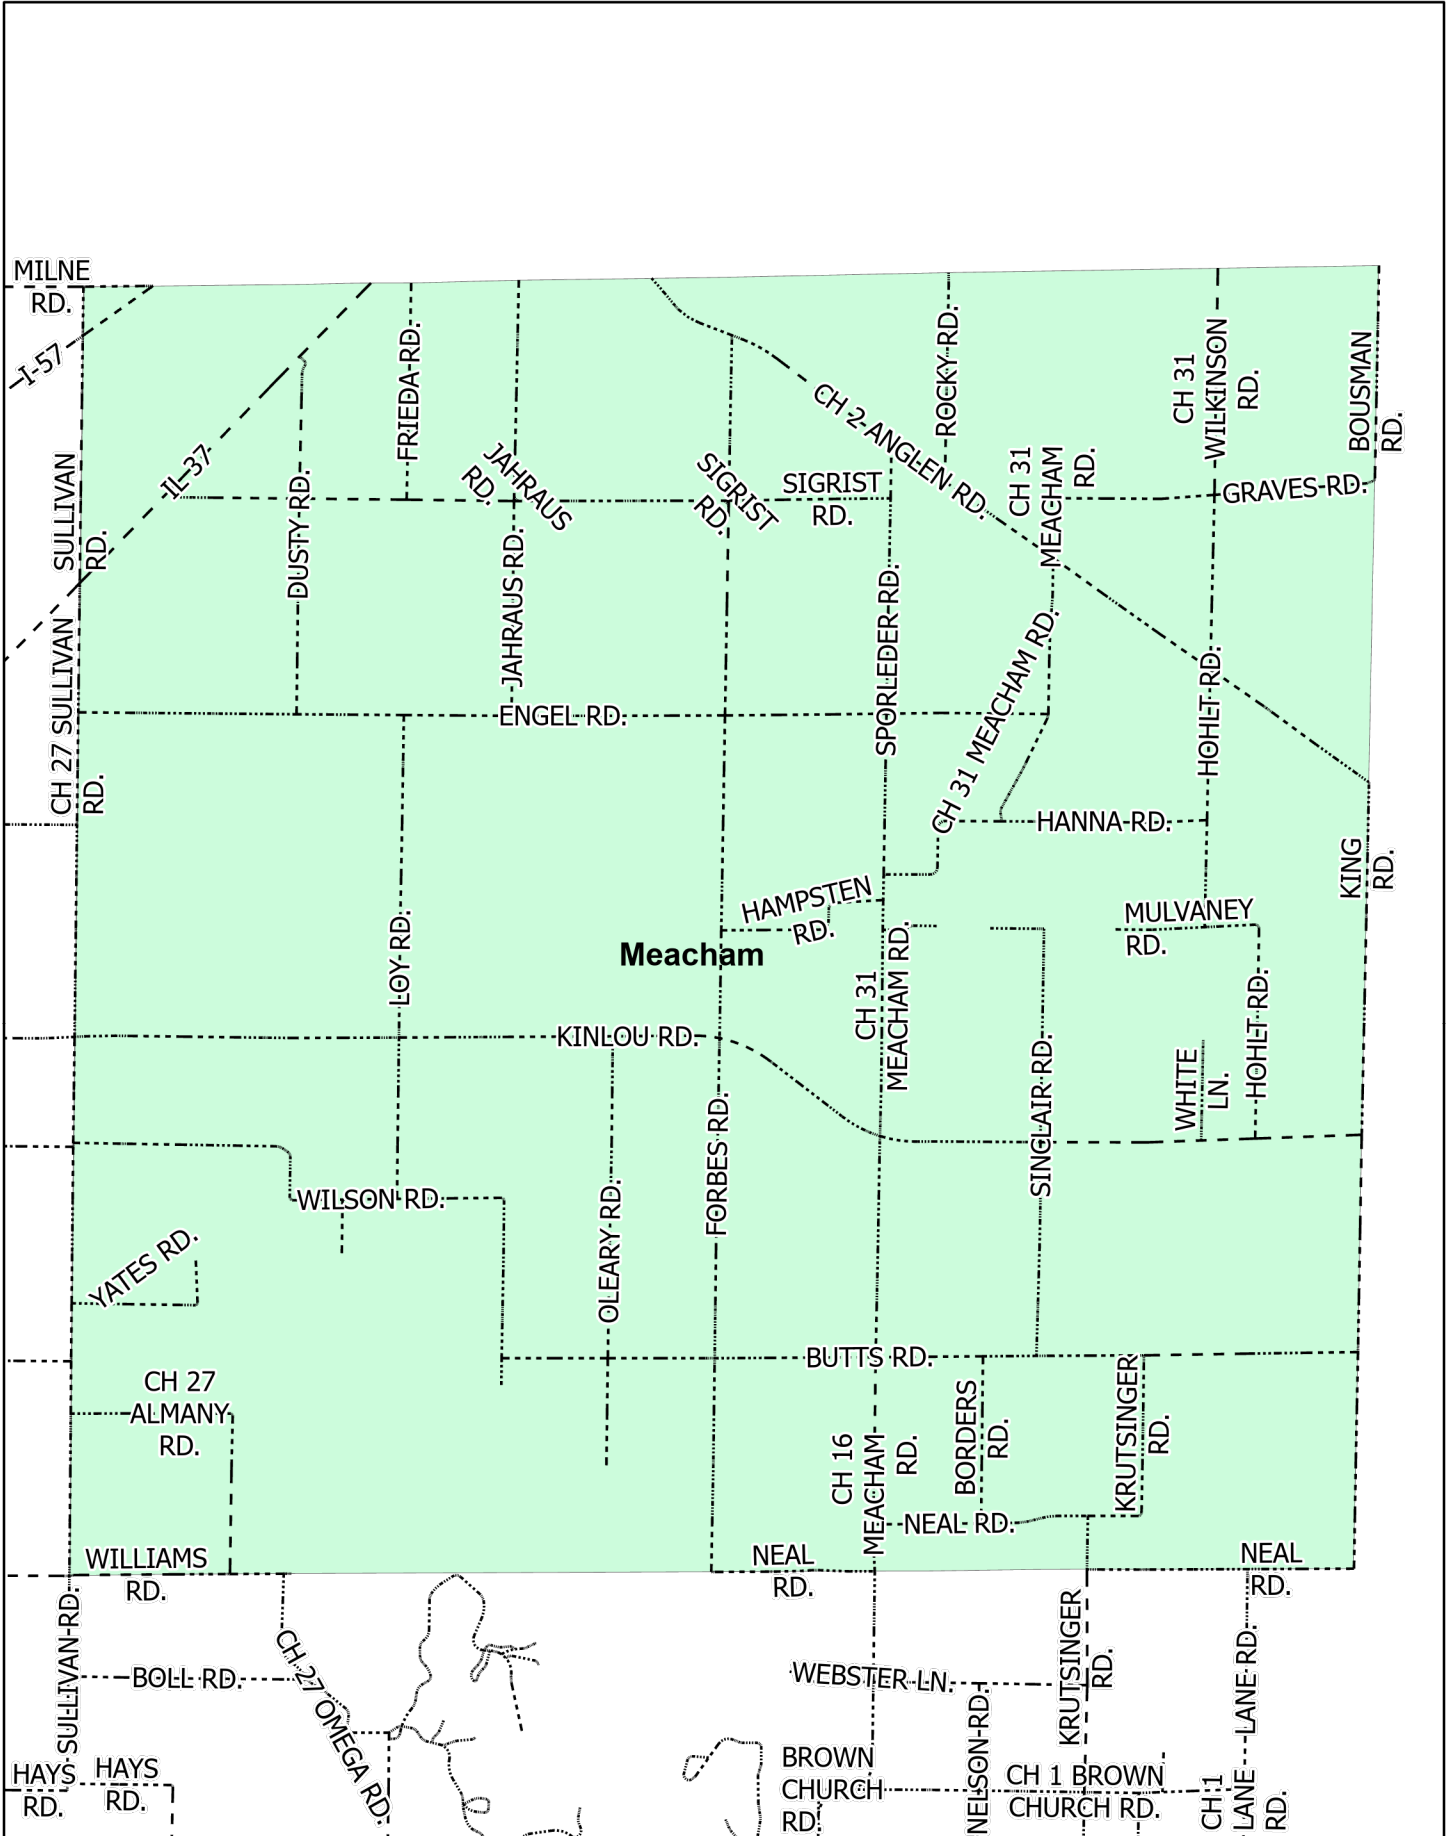 MILNE
RD.
I-57
IL-37
SULLIVAN
RD.
DUSTY RD.
FRIEDA RD.
JAHRAUS
RD.
JAHRAUS RD.
SIGRIST
RD.
SIGRIST
RD.
CH 2 ANGLEN RD.
ROCKY RD.
CH 31
MEACHAM
RD.
CH 31
WILKINSON
RD.
BOUSMAN
RD.
GRAVES RD.
CH 27 SULLIVAN
RD.
ENGEL RD.
SPORLEDER RD.
CH 31 MEACHAM RD.
HOHLT RD.
HANNA RD.
KING
RD.
LOY RD.
HAMPSTEN
RD.
MULVANEY
RD.
Meacham
CH 31
MEACHAM RD.
KINLOU RD.
SINCLAIR RD.
WHITE
LN.
HOHLT RD.
FORBES RD.
WILSON RD.
OLEARY RD.
YATES RD.
BUTTS RD.
CH 27
ALMANY
RD.
CH 16
MEACHAM
RD.
BORDERS
RD.
KRUTSINGER
RD.
NEAL RD.
WILLIAMS
RD.
NEAL
RD.
NEAL
RD.
SULLIVAN RD.
BOLL RD.
CH 27 OMEGA RD.
WEBSTER LN.
KRUTSINGER
RD.
LANE RD.
NELSON RD.
HAYS
RD.
HAYS
RD.
BROWN
CHURCH
RD.
CH 1 BROWN
CHURCH RD.
CH 1
LANE
RD.